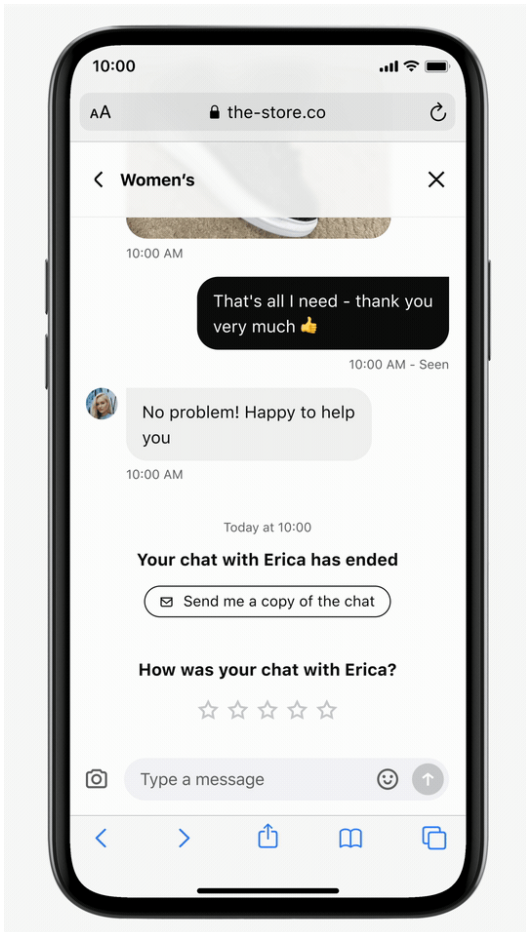 10:00
AA the-store.co
Women's
10:00 AM
That's all I need - thank you
very much 👍
10:00 AM - Seen
No problem! Happy to help
you
10:00 AM
Today at 10:00
Your chat with Erica has ended
Send me a copy of the chat
How was your chat with Erica?
Type a message